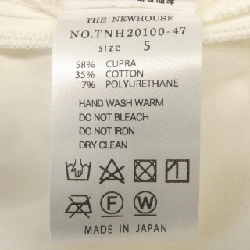 THE NEWHOUSE
NO.TNH20100-47
SIZE S
58% CUPRA
35% COTTON
7% POLYURETHANE
HAND WASH WARM
DO NOT BLEACH
DO NOT IRON
DRY CLEAN
F W
MADE IN JAPAN